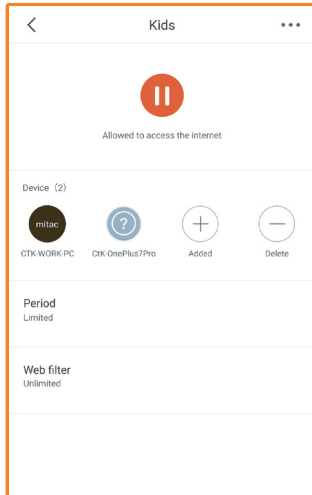 Kids
Allowed to access the internet
Device (2)
mitac
?
CTK-WORK-PC
CtK-OnePlus7Pro
Added
Delete
Period
Limited
Web filter
Unlimited